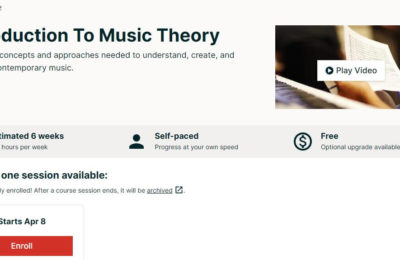 oduction To Music Theory
concepts and approaches needed to understand, create, and
ontemporary music.
Play Video
timated 6 weeks
hours per week
Self-paced
Progress at your own speed
Free
Optional upgrade available
one session available:
ly enrolled! After a course session ends, it will be archived.
Starts Apr 8
Enroll